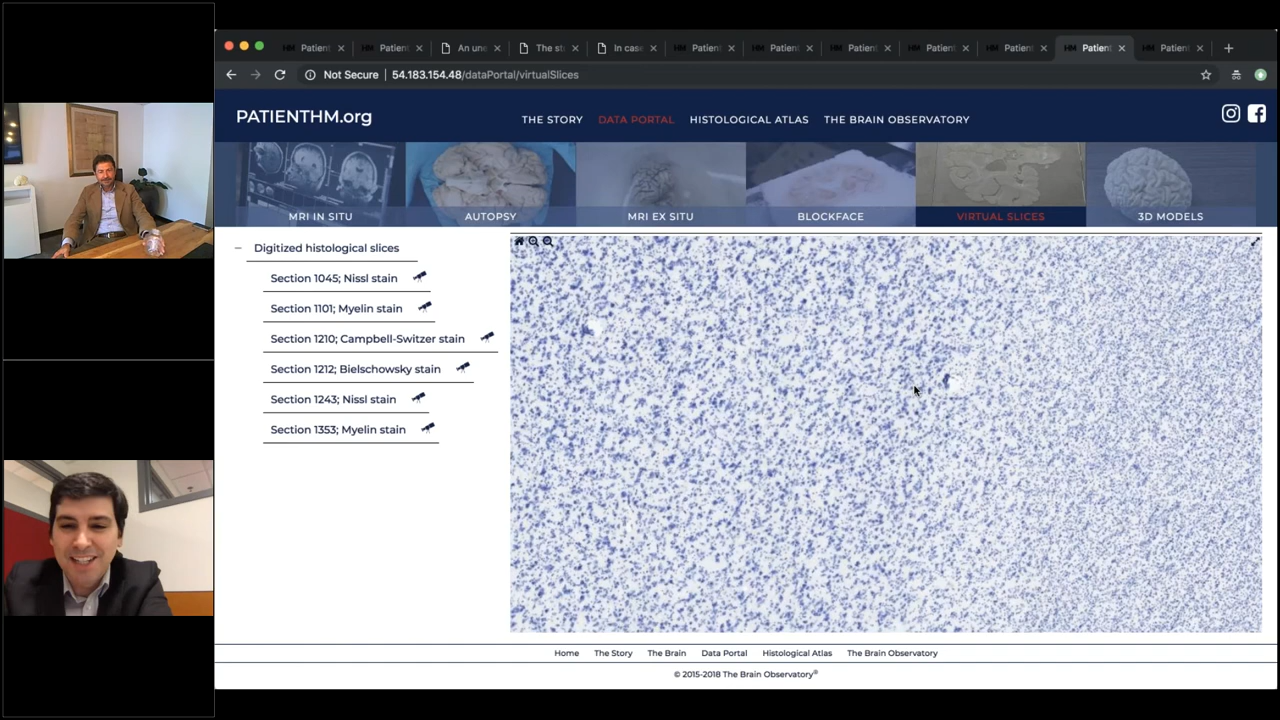 Patient Patient An une The st In case Patient Patient Patient Patient Patient Patient Patient
Not Secure 54.183.154.48/dataPortal/virtualSlices
PATIENTHM.org
THE STORY DATA PORTAL HISTOLOGICAL ATLAS THE BRAIN OBSERVATORY
MRI IN SITU AUTOPSY MRI EX SITU BLOCKFACE VIRTUAL SLICES 3D MODELS
Digitized histological slices
Section 1045; Nissl stain
Section 1101; Myelin stain
Section 1210; Campbell-Switzer stain
Section 1212; Bielschowsky stain
Section 1243; Nissl stain
Section 1353; Myelin stain
Home The Story The Brain Data Portal Histological Atlas The Brain Observatory
© 2015-2018 The Brain Observatory®